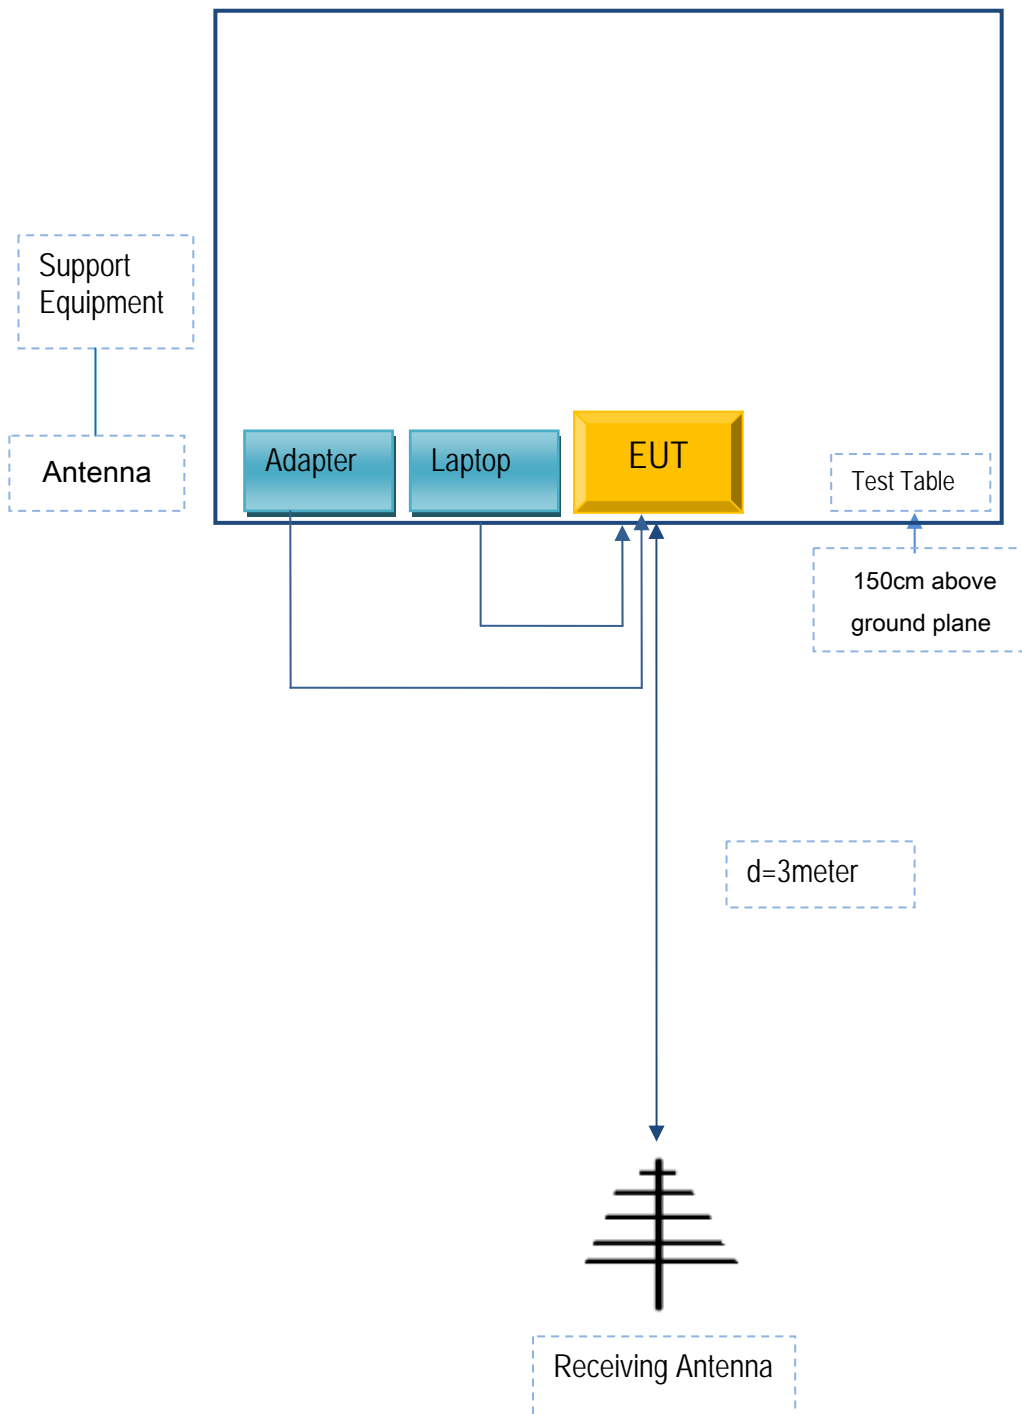 Support
Equipment
Antenna
Adapter
Laptop
EUT
Test Table
150cm above
ground plane
d=3meter
Receiving Antenna